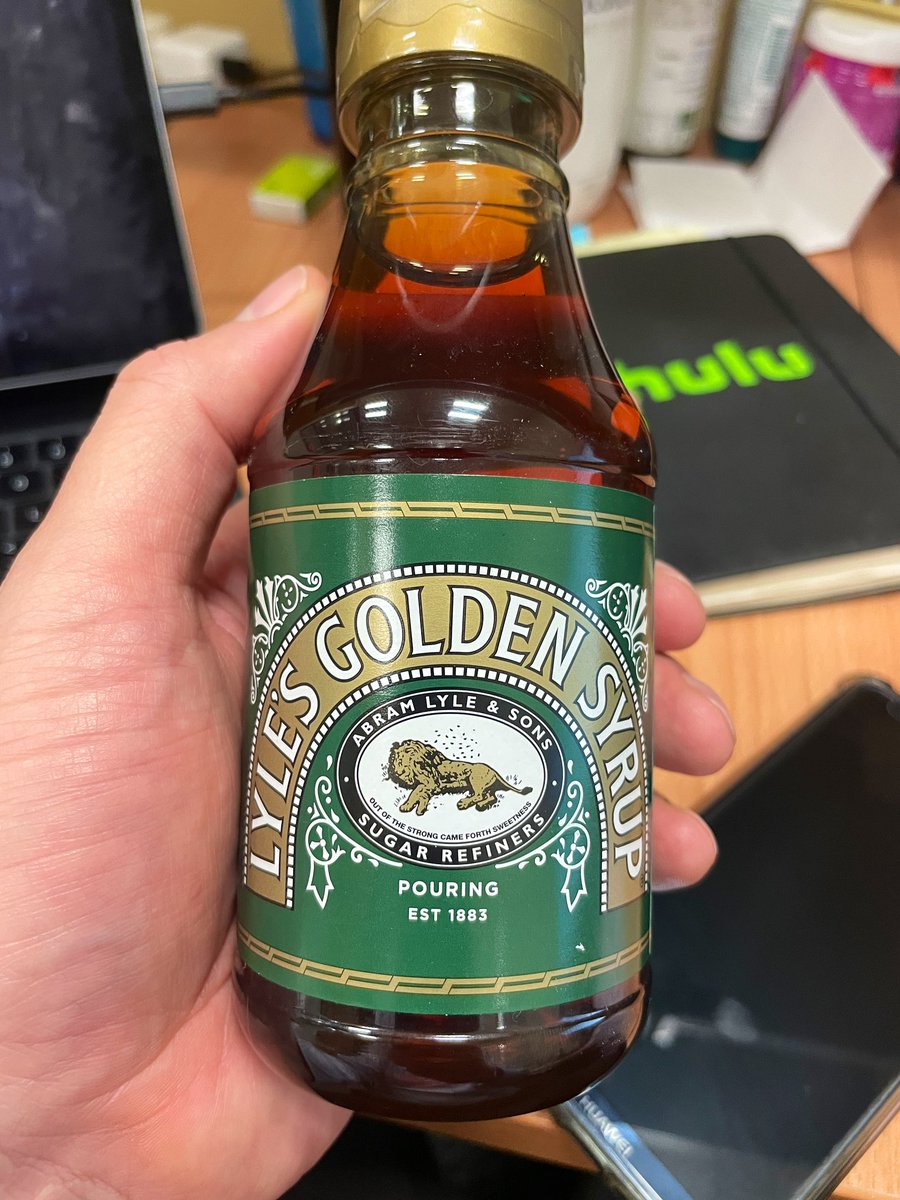 hulu
LYLE'S GOLDEN SYRUP
ABRAM LYLE & SONS
OUT OF THE STRONG CAME FORTH SWEETNESS
SUGAR REFINERS
POURING
EST 1883
HUAWEI